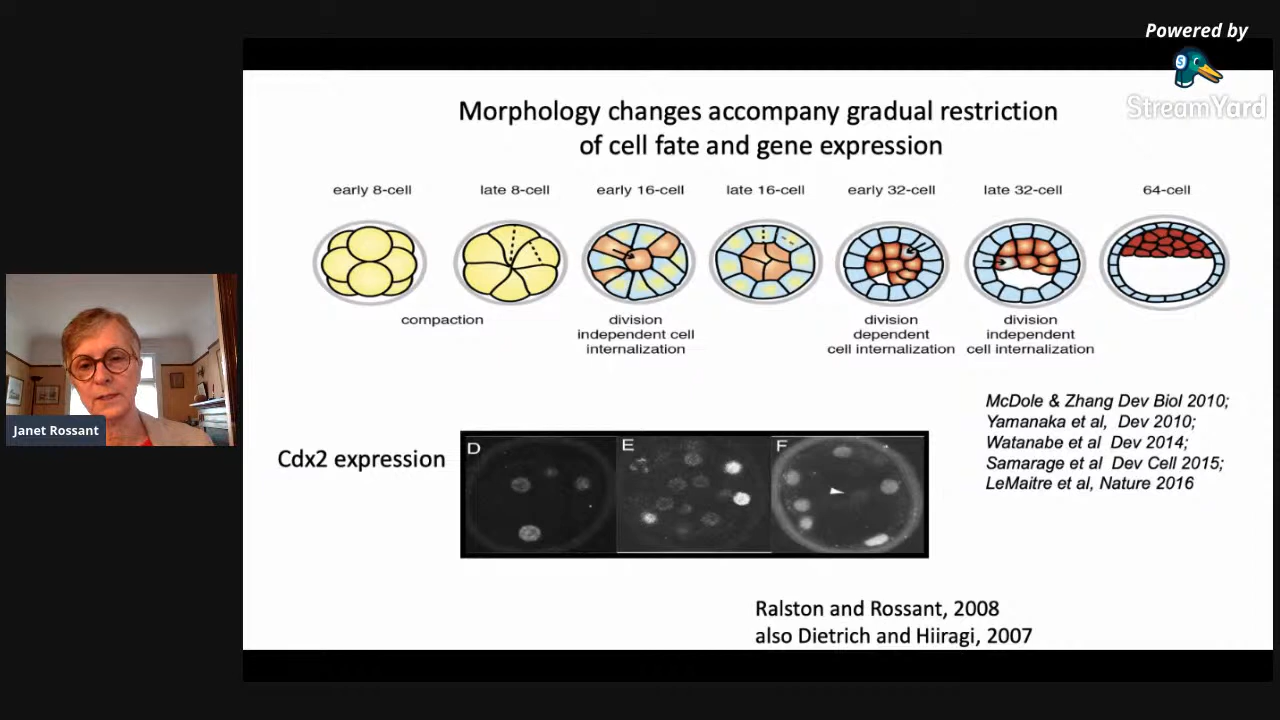 Powered by
StreamYard
Morphology changes accompany gradual restriction
of cell fate and gene expression
early 8-cell
late 8-cell
early 16-cell
late 16-cell
early 32-cell
late 32-cell
64-cell
compaction
division
independent cell
internalization
division
dependent
cell internalization
division
independent
cell internalization
McDole & Zhang Dev Biol 2010;
Yamanaka et al, Dev 2010;
Watanabe et al Dev 2014;
Samarage et al Dev Cell 2015;
LeMaitre et al, Nature 2016
Janet Rossant
Cdx2 expression
D
E
F
Ralston and Rossant, 2008
also Dietrich and Hiiragi, 2007